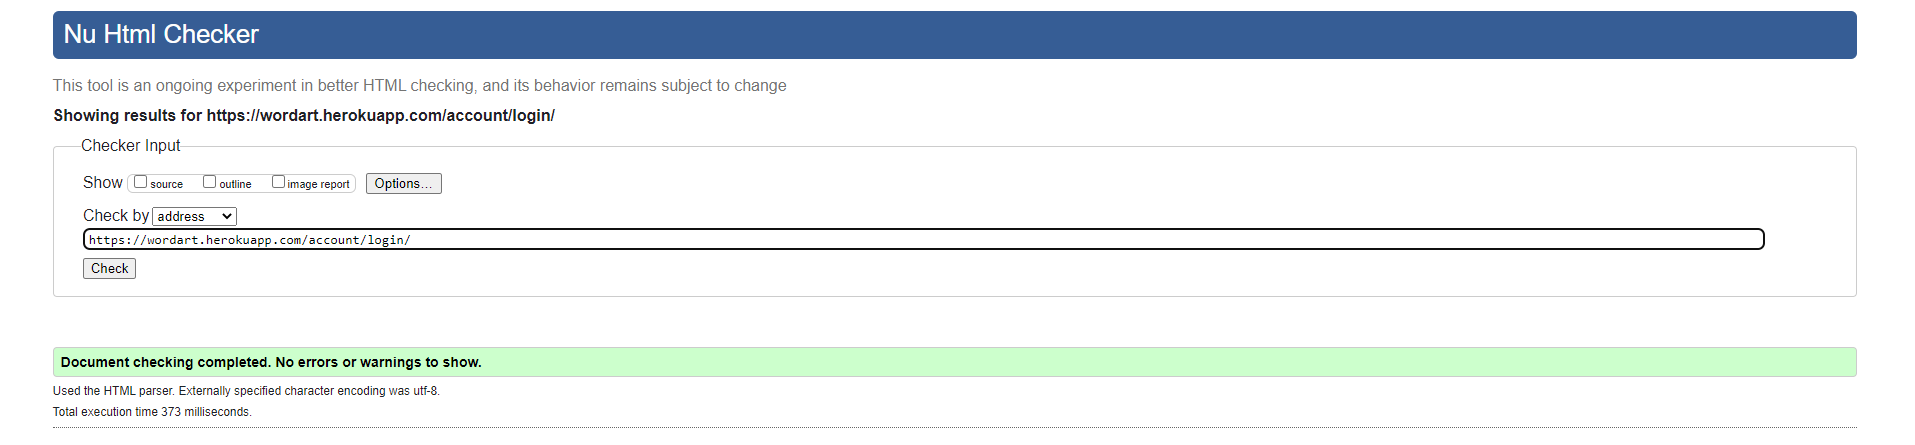 Nu Html Checker
This tool is an ongoing experiment in better HTML checking, and its behavior remains subject to change
Showing results for https://wordart.herokuapp.com/account/login/
Checker Input
Show source outline image report Options...
Check by address
https://wordart.herokuapp.com/account/login/
Check
Document checking completed. No errors or warnings to show.
Used the HTML parser. Externally specified character encoding was utf-8.
Total execution time 373 milliseconds.